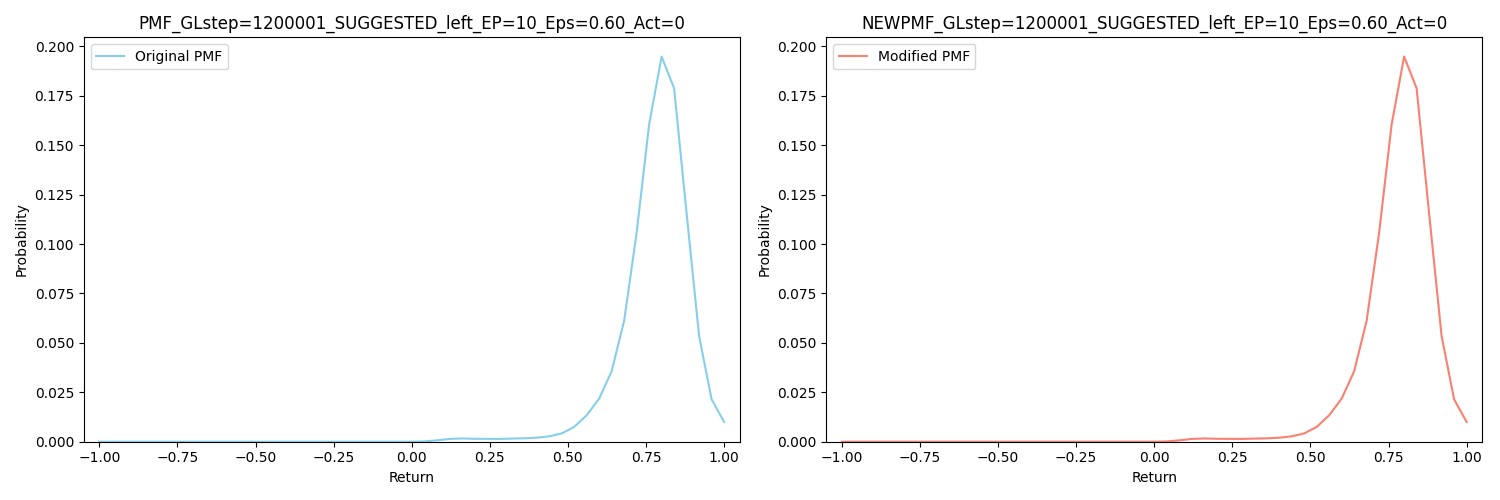 PMF_GLstep=1200001_SUGGESTED_left_EP=10_Eps=0.60_Act=0
Original PMF
0.200
0.175
0.150
0.125
0.100
0.075
0.050
0.025
0.000
Probability
−1.00 −0.75 −0.50 −0.25 0.00 0.25 0.50 0.75 1.00
Return
NEWPMF_GLstep=1200001_SUGGESTED_left_EP=10_Eps=0.60_Act=0
Modified PMF
0.200
0.175
0.150
0.125
0.100
0.075
0.050
0.025
0.000
Probability
−1.00 −0.75 −0.50 −0.25 0.00 0.25 0.50 0.75 1.00
Return